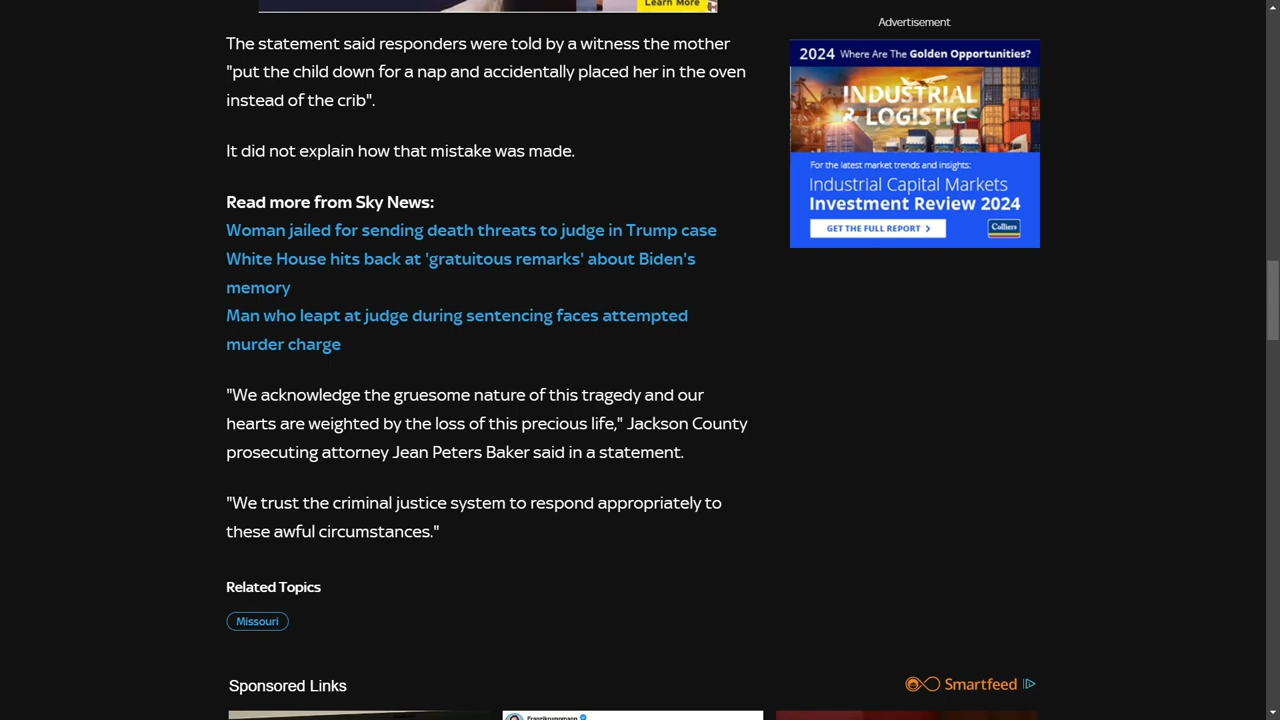 Learn More
Advertisement
The statement said responders were told by a witness the mother
"put the child down for a nap and accidentally placed her in the oven
instead of the crib".
It did not explain how that mistake was made.
Read more from Sky News:
Woman jailed for sending death threats to judge in Trump case
White House hits back at 'gratuitous remarks' about Biden's
memory
Man who leapt at judge during sentencing faces attempted
murder charge
"We acknowledge the gruesome nature of this tragedy and our
hearts are weighted by the loss of this precious life," Jackson County
prosecuting attorney Jean Peters Baker said in a statement.
"We trust the criminal justice system to respond appropriately to
these awful circumstances."
Related Topics
Missouri
2024 Where Are The Golden Opportunities?
INDUSTRIAL
& LOGISTICS
For the latest market trends and insights:
Industrial Capital Markets
Investment Review 2024
GET THE FULL REPORT >
Colliers
Sponsored Links
Smartfeed